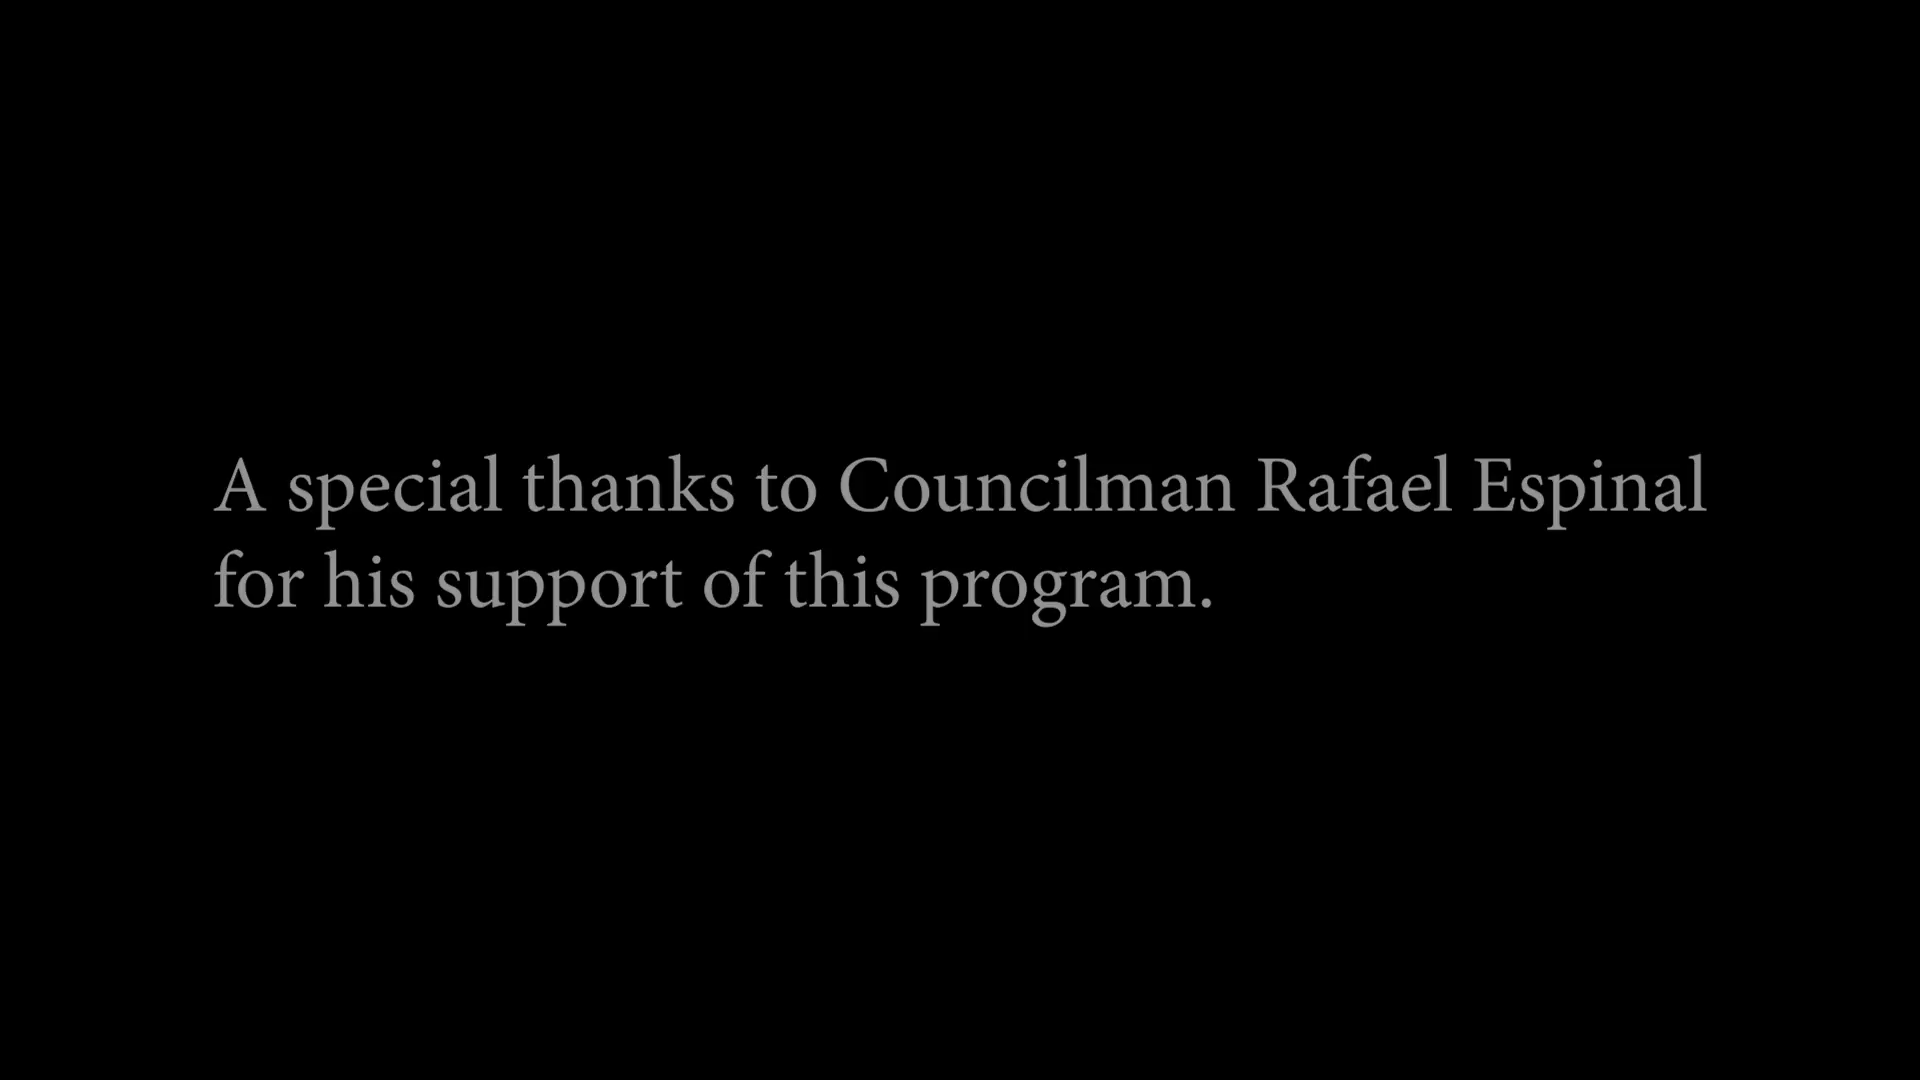 A special thanks to Councilman Rafael Espinal
for his support of this program.